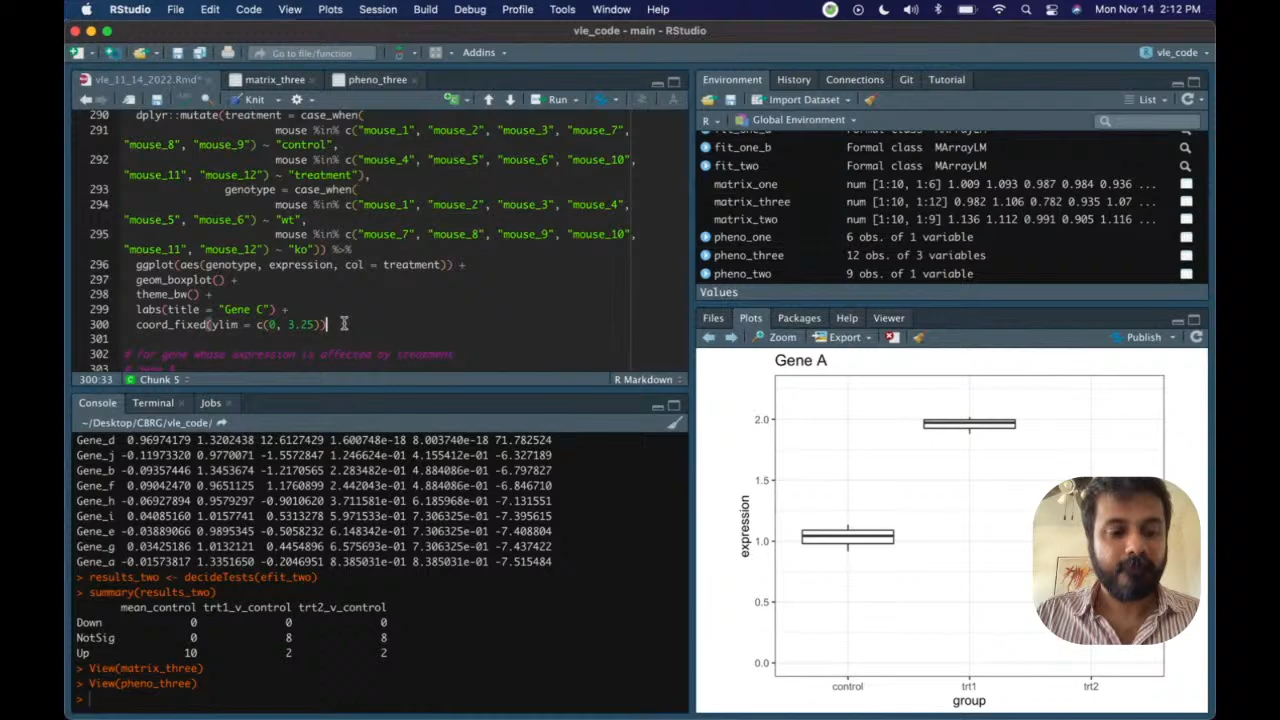 RStudio File Edit Code View Plots Session Build Debug Profile Tools Window Help Mon Nov 14 2:12 PM
vle_code - main - RStudio
Go to file/function Addins vle_code
vle_11_14_2022.Rmd* matrix_three pheno_three
Knit Run
290 dplyr::mutate(treatment = case_when(
291 mouse %in% c("mouse_1", "mouse_2", "mouse_3", "mouse_7",
"mouse_8", "mouse_9") ~ "control",
292 mouse %in% c("mouse_4", "mouse_5", "mouse_6", "mouse_10",
"mouse_11", "mouse_12") ~ "treatment"),
293 genotype = case_when(
294 mouse %in% c("mouse_1", "mouse_2", "mouse_3", "mouse_4",
"mouse_5", "mouse_6") ~ "wt",
295 mouse %in% c("mouse_7", "mouse_8", "mouse_9", "mouse_10",
"mouse_11", "mouse_12") ~ "ko")) %>%
296 ggplot(aes(genotype, expression, col = treatment)) +
297 geom_boxplot() +
298 theme_bw() +
299 labs(title = "Gene C") +
300 coord_fixed(ylim = c(0, 3.25))
301
302 # for gene whose expression is affected by treatment
303
300:33 Chunk 5 R Markdown
Console Terminal Jobs
~/Desktop/CBRG/vle_code/
Gene_d 0.96974179 1.3202438 12.6127429 1.600748e-18 8.003740e-18 71.782524
Gene_j -0.11973320 0.9770071 -1.5572847 1.246624e-01 4.155412e-01 -6.327189
Gene_b -0.09357446 1.3453674 -1.2170565 2.283482e-01 4.884086e-01 -6.797827
Gene_f 0.09042470 0.9651125 1.1760899 2.442043e-01 4.884086e-01 -6.846710
Gene_h -0.06927894 0.9579297 -0.9010620 3.711581e-01 6.185968e-01 -7.131551
Gene_i 0.04085160 1.0157741 0.5313278 5.971533e-01 7.306325e-01 -7.395615
Gene_e -0.03889066 0.9895345 -0.5058232 6.148342e-01 7.306325e-01 -7.408804
Gene_g 0.03425186 1.0132121 0.4454896 6.575693e-01 7.306325e-01 -7.437422
Gene_a -0.01573817 1.3351650 -0.2046951 8.385031e-01 8.385031e-01 -7.515484
> results_two <- decideTests(efit_two)
> summary(results_two)
mean_control trt1_v_control trt2_v_control
Down 0 0 0
NotSig 0 8 8
Up 10 2 2
> View(matrix_three)
> View(pheno_three)
>
Environment History Connections Git Tutorial
Import Dataset List
R Global Environment
fit_one_a Formal class MArrayLM
fit_one_b Formal class MArrayLM
fit_two Formal class MArrayLM
matrix_one num [1:10, 1:6] 1.009 1.093 0.987 0.984 0.936 ...
matrix_three num [1:10, 1:12] 0.982 1.106 0.782 0.935 1.07 ...
matrix_two num [1:10, 1:9] 1.136 1.112 0.991 0.905 1.116 ...
pheno_one 6 obs. of 1 variable
pheno_three 12 obs. of 3 variables
pheno_two 9 obs. of 1 variable
Values
Files Plots Packages Help Viewer
Zoom Export Publish
Gene A
2.0
1.5
1.0
0.5
0.0
expression
control trt1 trt2
group